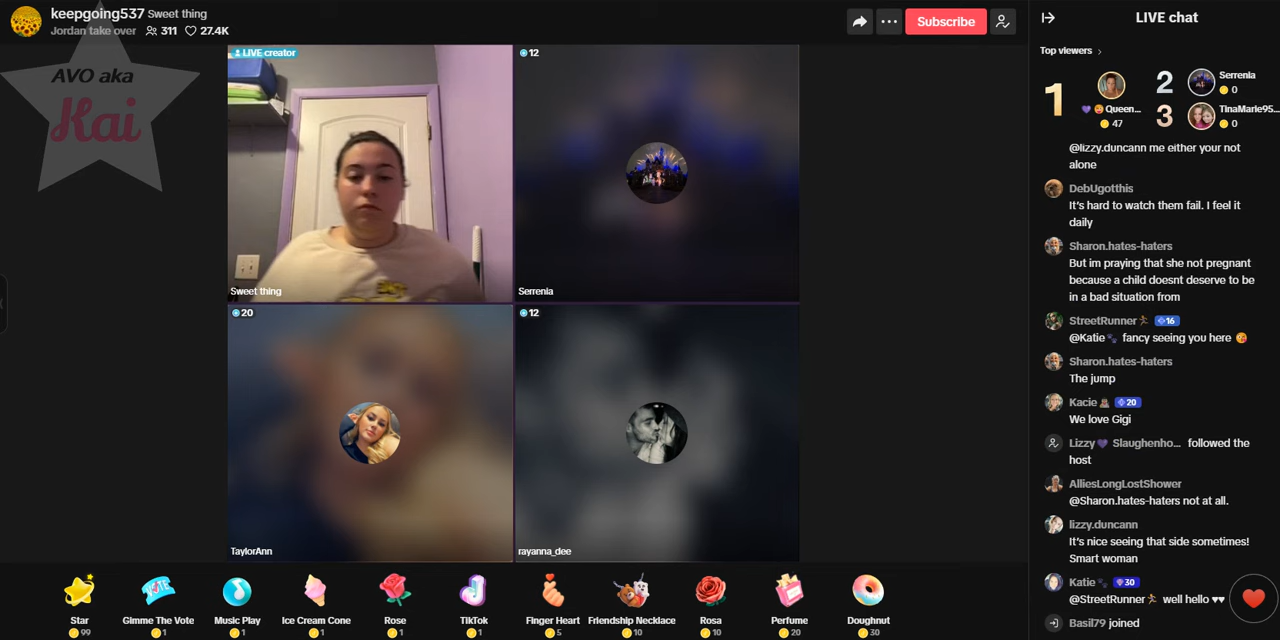 keepgoing537 Sweet thing
Jordan take over 311 27.4K
Subscribe
AVO aka
Kai
LIVE creator
12
Sweet thing
Serrenia
20
12
TaylorAnn
rayanna_dee
Star
99
Gimme The Vote
1
Music Play
1
Ice Cream Cone
1
Rose
1
TikTok
1
Finger Heart
5
Friendship Necklace
10
Rosa
10
Perfume
20
Doughnut
30
LIVE chat
Top viewers
1
Queen...
47
2
Serrenia
0
3
TinaMarie95...
0
@lizzy.duncann me either your not
alone
DebUgotthis
It's hard to watch them fail. I feel it
daily
Sharon.hates-haters
But im praying that she not pregnant
because a child doesnt deserve to be
in a bad situation from
StreetRunner 16
@Katie fancy seeing you here
Sharon.hates-haters
The jump
Kacie 20
We love Gigi
Lizzy Slaughenho... followed the
host
AlliesLongLostShower
@Sharon.hates-haters not at all.
lizzy.duncann
It's nice seeing that side sometimes!
Smart woman
Katie 30
@StreetRunner well hello ♥♥
Basil79 joined